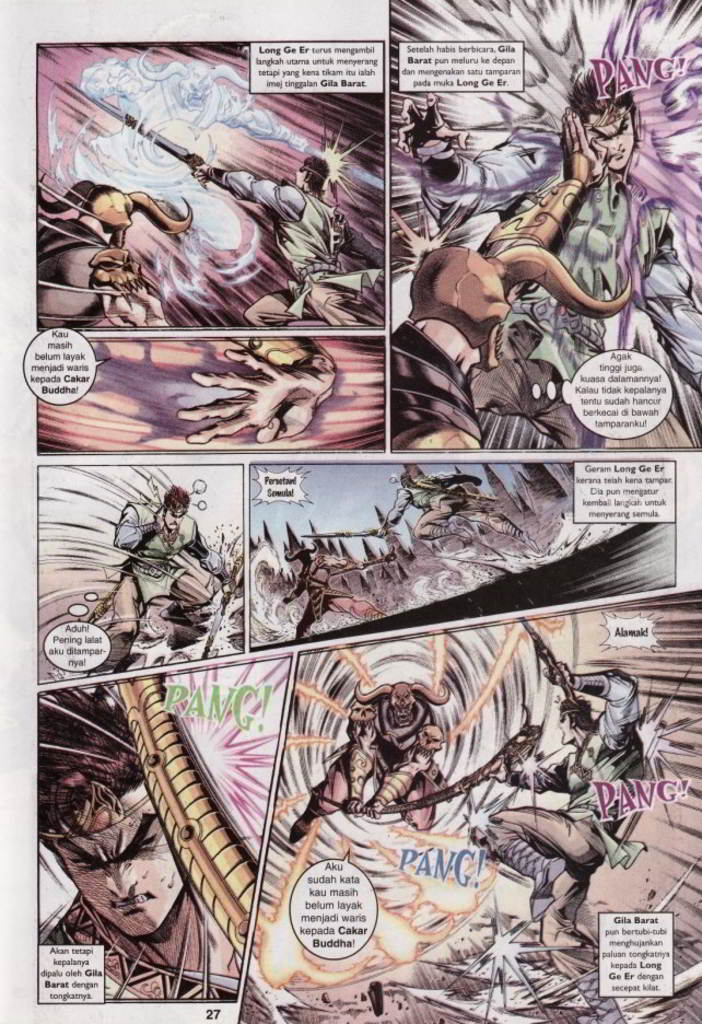 Long Ge Er terus mengambil
langkah utama untuk menyerang
tetapi yang kena tikam itu ialah
imej tinggalan Gila Barat.
Kau
masih
belum layak
menjadi waris
kepada Cakar
Buddha!
Setelah habis berbicara, Gila
Barat pun meluru ke depan
dan mengenakan satu tamparan
pada muka Long Ge Er.
PANG!
Agak
tinggi juga
kuasa dalamannya!
Kalau tidak kepalanya
tentu sudah hancur
berkecai di bawah
tamparanku!
Aduh!
Pening lalat
aku ditampar-
nya!
Persetan!
Semula!
Geram Long Ge Er
kerana telah kena tampar.
Dia pun mengatur
kembali langkah untuk
menyerang semula.
PANG!
Akan tetapi
kepalanya
dipalu oleh Gila
Barat dengan
tongkatnya.
Alamak!
PANG!
PANG!
Aku
sudah kata
kau masih
belum layak
menjadi waris
kepada Cakar
Buddha!
Gila Barat
pun bertubi-tubi
menghujankan
paluan tongkatnya
kepada Long
Ge Er dengan
secepat kilat.
27